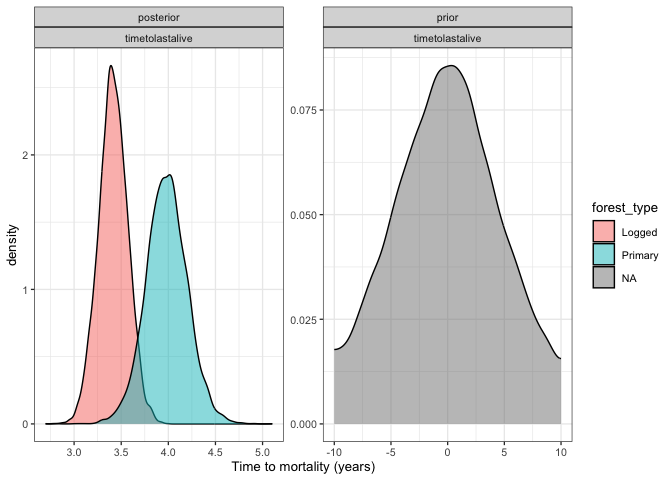 posterior
prior
timetolastalive
timetolastalive
density
2
1
0
0.075
0.050
0.025
0.000
3.0 3.5 4.0 4.5 5.0
-10 -5 0 5 10
Time to mortality (years)
forest_type
Logged
Primary
NA